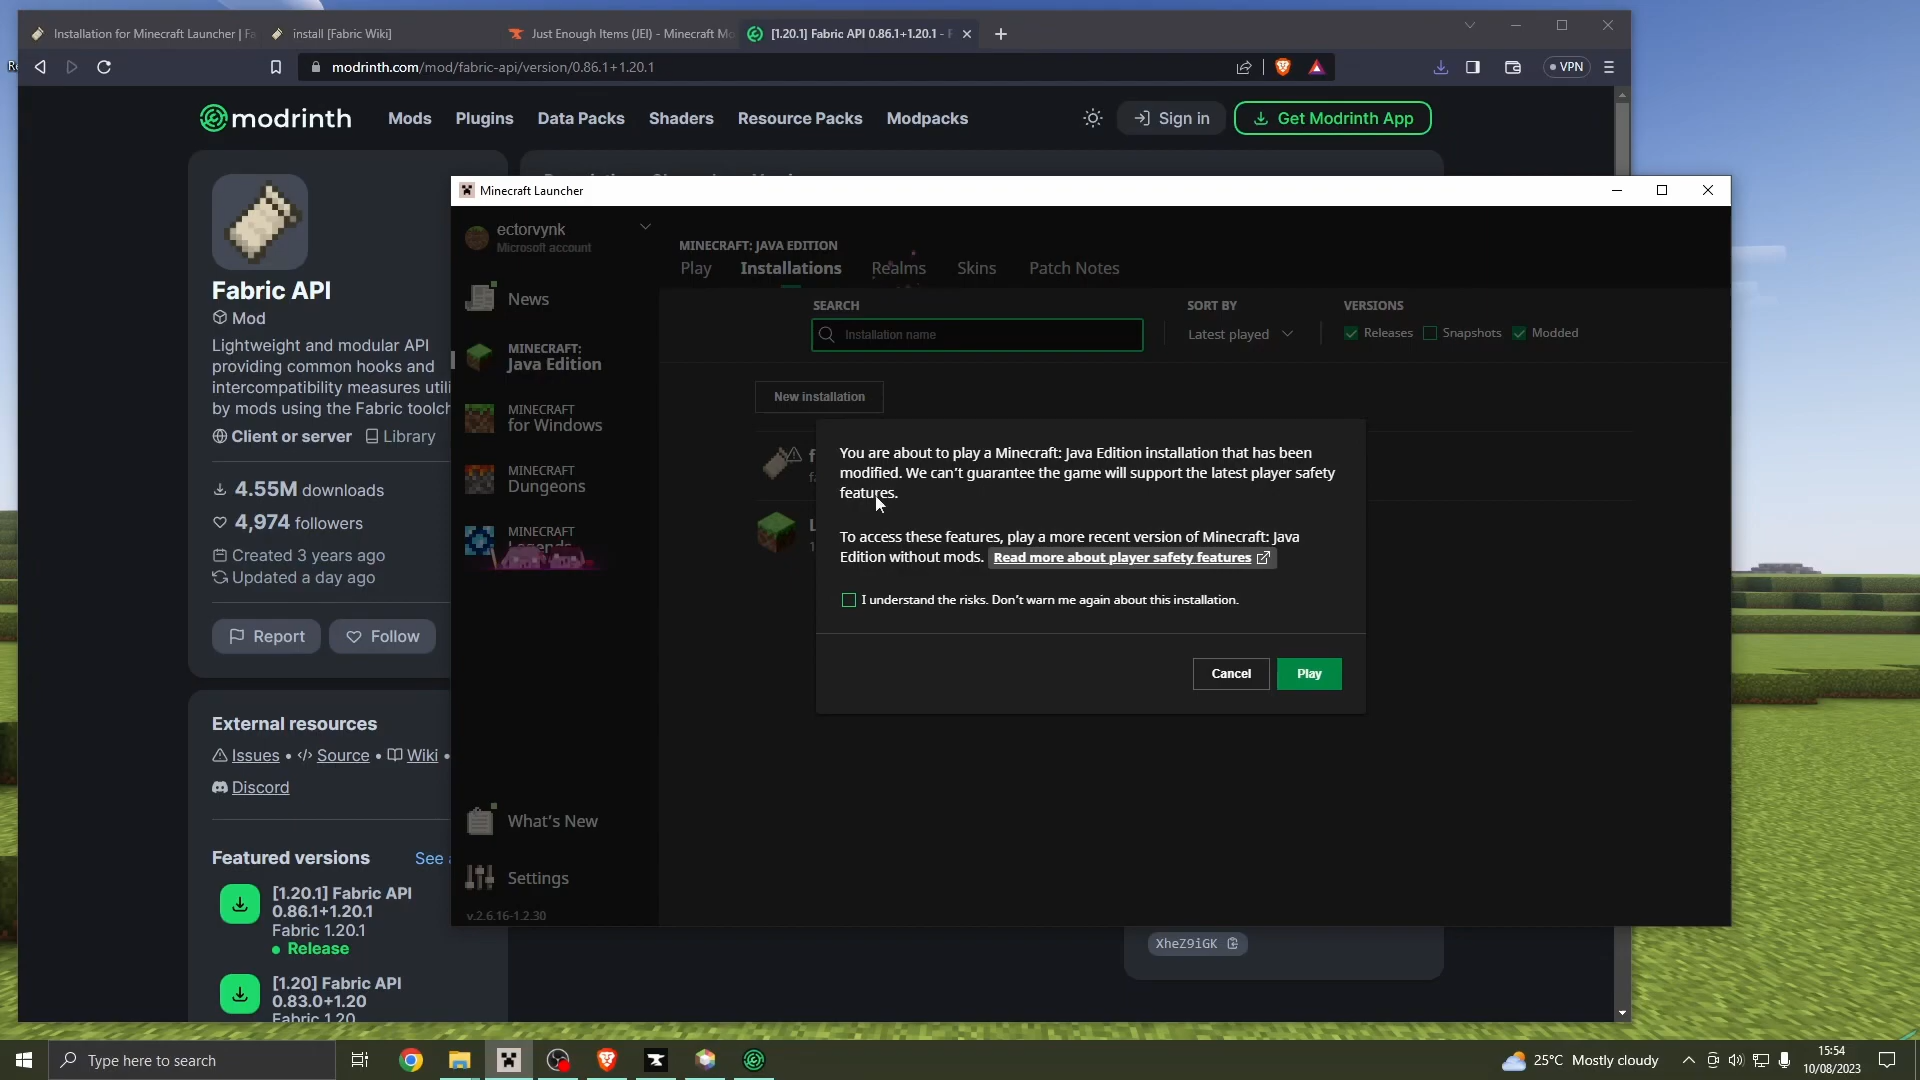 Installation for Minecraft Launcher | Fa
install [Fabric Wiki]
Just Enough Items (JEI) - Minecraft Mo
[1.20.1] Fabric API 0.86.1+1.20.1 - F
modrinth.com/mod/fabric-api/version/0.86.1+1.20.1
VPN
modrinth
Mods
Plugins
Data Packs
Shaders
Resource Packs
Modpacks
Sign in
Get Modrinth App
Fabric API
Mod
Lightweight and modular API
providing common hooks and
intercompatibility measures utili
by mods using the Fabric toolch
Client or server
Library
4.55M downloads
4,974 followers
Created 3 years ago
Updated a day ago
Report
Follow
External resources
Issues • Source • Wiki •
Discord
Featured versions
See a
[1.20.1] Fabric API
0.86.1+1.20.1
Fabric 1.20.1
Release
[1.20] Fabric API
0.83.0+1.20
Fabric 1.20
Minecraft Launcher
ectorvynk
Microsoft account
News
MINECRAFT:
Java Edition
MINECRAFT
for Windows
MINECRAFT
Dungeons
MINECRAFT
Legends
What's New
Settings
v.2.6.16-1.2.30
MINECRAFT: JAVA EDITION
Play
Installations
Realms
Skins
Patch Notes
SEARCH
Installation name
SORT BY
Latest played
VERSIONS
Releases
Snapshots
Modded
New installation
You are about to play a Minecraft: Java Edition installation that has been
modified. We can't guarantee the game will support the latest player safety
features.
To access these features, play a more recent version of Minecraft: Java
Edition without mods. Read more about player safety features
I understand the risks. Don't warn me again about this installation.
Cancel
Play
XheZ9iGK
Type here to search
25°C Mostly cloudy
15:54
10/08/2023